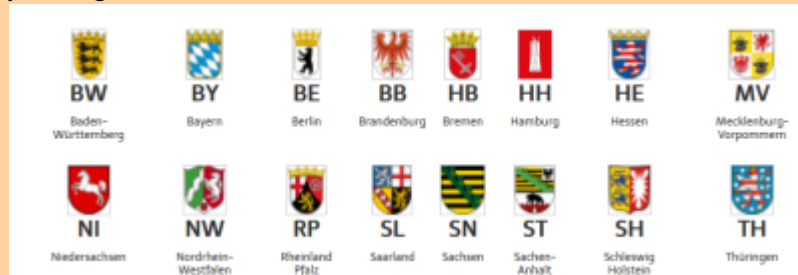 BW BY BE BB HB HH HE MV
Baden-
Württemberg
Bayern
Berlin
Brandenburg
Bremen
Hamburg
Hessen
Mecklenburg-
Vorpommern
NI NW RP SL SN ST SH TH
Niedersachsen
Nordrhein-
Westfalen
Rheinland
Pfalz
Saarland
Sachsen
Sachen-
Anhalt
Schleswig
Holstein
Thüringen